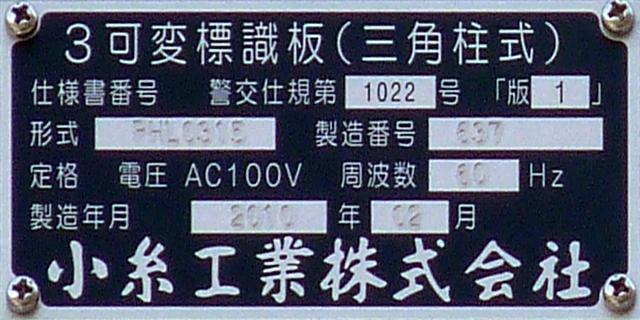 3可変標識板(三角柱式)
仕様書番号 警交仕規第 1022 号 「版 1 」
形式 PHLC315 製造番号 637
定格 電圧 AC100V 周波数 60 Hz
製造年月 2010 年 02 月
小糸工業株式会社